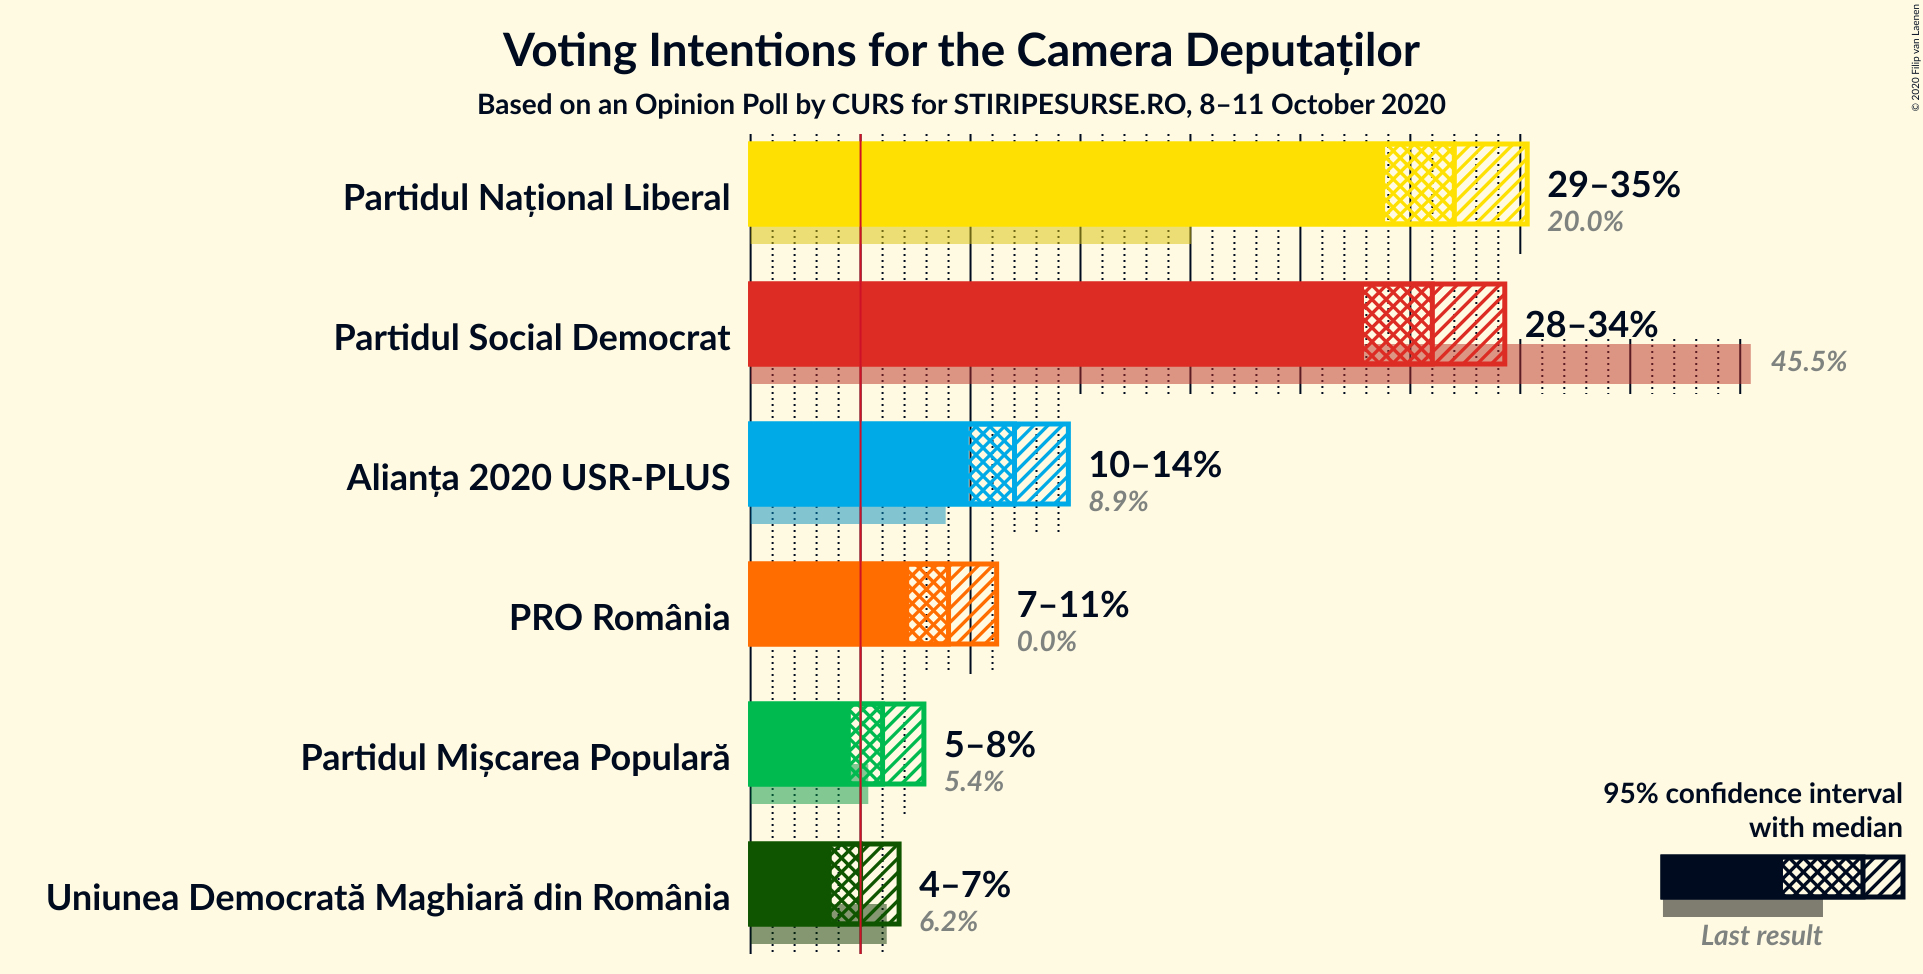 Voting Intentions for the Camera Deputaților
Based on an Opinion Poll by CURS for STIRIPESURSE.RO, 8–11 October 2020
© 2020 Filip van Laenen
Partidul Național Liberal
29–35%
20.0%
Partidul Social Democrat
28–34%
45.5%
Alianța 2020 USR-PLUS
10–14%
8.9%
PRO România
7–11%
0.0%
Partidul Mișcarea Populară
5–8%
5.4%
Uniunea Democrată Maghiară din România
4–7%
6.2%
95% confidence interval
with median
Last result